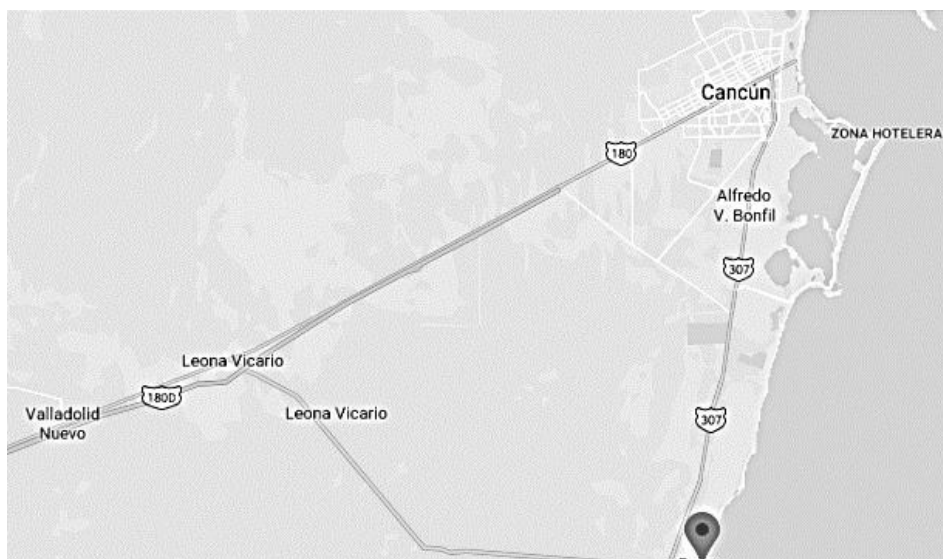 Cancún
ZONA HOTELERA
180
Alfredo
V. Bonfil
307
Leona Vicario
180D
Leona Vicario
Valladolid
Nuevo
307